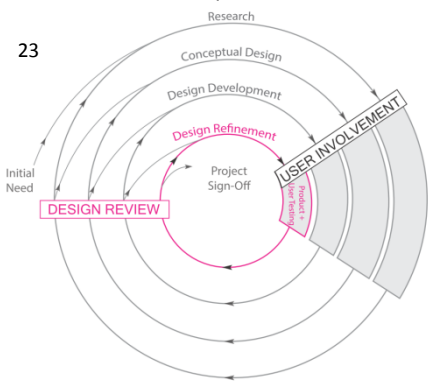 Research
23
Conceptual Design
Design Development
Design Refinement
USER INVOLVEMENT
Initial
Need
Project
Sign-Off
Product +
User Testing
DESIGN REVIEW